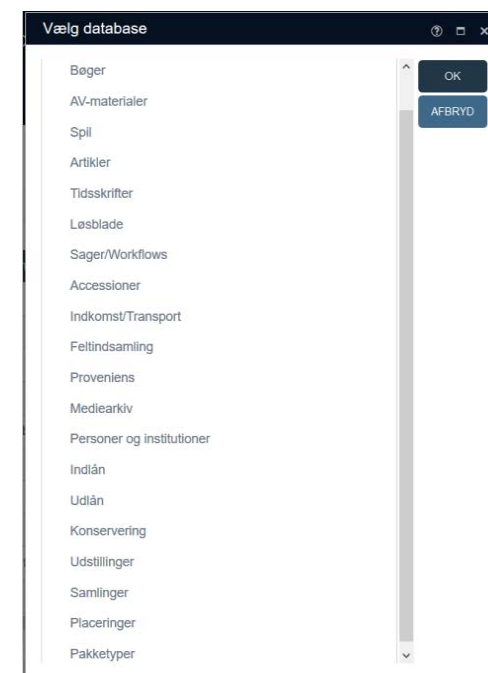 Vælg database
Bøger
OK
AV-materialer
AFBRYD
Spil
Artikler
Tidsskrifter
Løsblade
Sager/Workflows
Accessioner
Indkomst/Transport
Feltindsamling
Proveniens
Mediearkiv
Personer og institutioner
Indlån
Udlån
Konservering
Udstillinger
Samlinger
Placeringer
Pakketyper